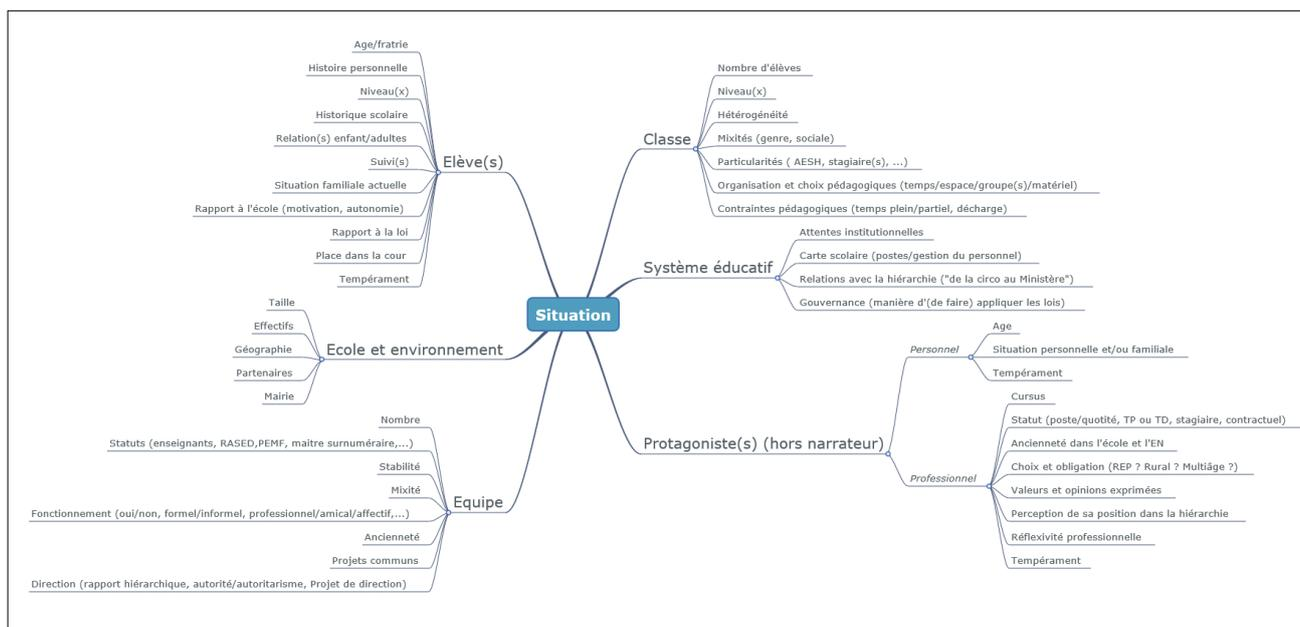 Situation
Elève(s)
Age/fratrie
Histoire personnelle
Niveau(x)
Historique scolaire
Relation(s) enfant/adultes
Suivi(s)
Situation familiale actuelle
Rapport à l'école (motivation, autonomie)
Rapport à la loi
Place dans la cour
Tempérament
Ecole et environnement
Taille
Effectifs
Géographie
Partenaires
Mairie
Equipe
Nombre
Statuts (enseignants, RASED,PEMF, maitre surnuméraire,...)
Stabilité
Mixité
Fonctionnement (oui/non, formel/informel, professionnel/amical/affectif,...)
Ancienneté
Projets communs
Direction (rapport hiérarchique, autorité/autoritarisme, Projet de direction)
Classe
Nombre d'élèves
Niveau(x)
Hétérogénéité
Mixités (genre, sociale)
Particularités ( AESH, stagiaire(s), ...)
Organisation et choix pédagogiques (temps/espace/groupe(s)/matériel)
Contraintes pédagogiques (temps plein/partiel, décharge)
Système éducatif
Attentes institutionnelles
Carte scolaire (postes/gestion du personnel)
Relations avec la hiérarchie ("de la circo au Ministère")
Gouvernance (manière d'(de faire) appliquer les lois)
Protagoniste(s) (hors narrateur)
Personnel
Age
Situation personnelle et/ou familiale
Tempérament
Professionnel
Cursus
Statut (poste/quotité, TP ou TD, stagiaire, contractuel)
Ancienneté dans l'école et l'EN
Choix et obligation (REP ? Rural ? Multiâge ?)
Valeurs et opinions exprimées
Perception de sa position dans la hiérarchie
Réflexivité professionnelle
Tempérament